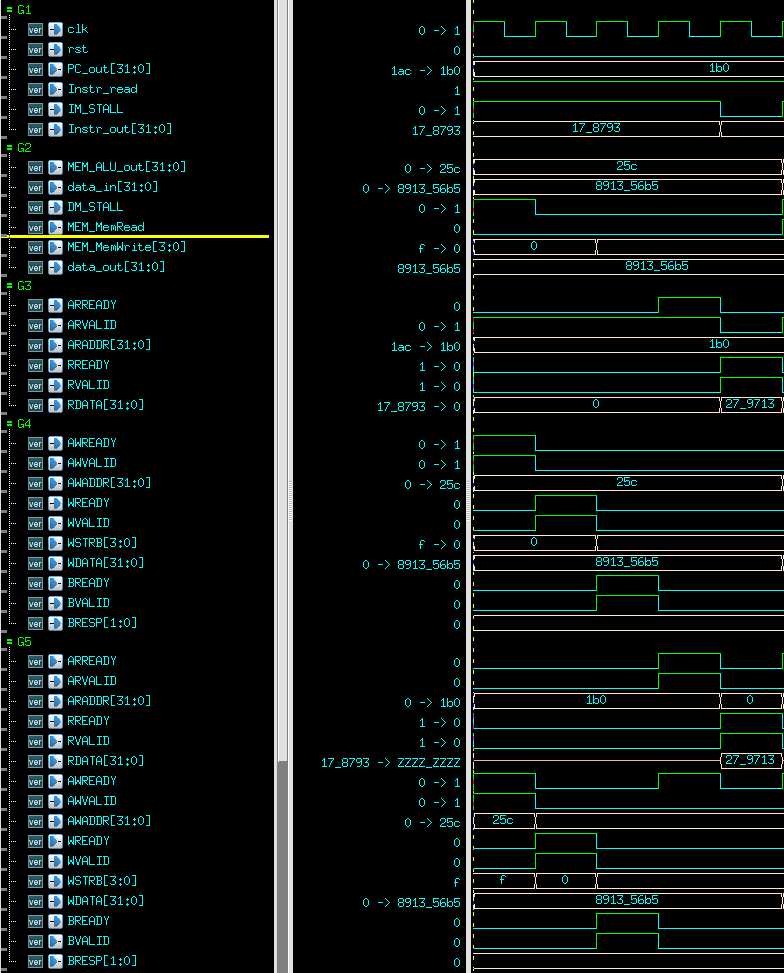 G1
ver clk 0 -> 1
ver rst 0
ver PC_out[31:0] 1ac -> 1b0 1b0
ver Instr_read 1
ver IM_STALL 0 -> 1
ver Instr_out[31:0] 17_8793 17_8793
G2
ver MEM_ALU_out[31:0] 0 -> 25c 25c
ver data_in[31:0] 0 -> 8913_56b5 8913_56b5
ver DM_STALL 0 -> 1
ver MEM_MemRead 0
ver MEM_MemWrite[3:0] f -> 0 0
ver data_out[31:0] 8913_56b5 8913_56b5
G3
ver ARREADY 0
ver ARVALID 0 -> 1
ver ARADDR[31:0] 1ac -> 1b0 1b0
ver RREADY 1 -> 0
ver RVALID 1 -> 0
ver RDATA[31:0] 17_8793 -> 0 0 27_9713
G4
ver AWREADY 0 -> 1
ver AWVALID 0 -> 1
ver AWADDR[31:0] 0 -> 25c 25c
ver WREADY 0
ver WVALID 0
ver WSTRB[3:0] f -> 0 0
ver WDATA[31:0] 0 -> 8913_56b5 8913_56b5
ver BREADY 0
ver BVALID 0
ver BRESP[1:0] 0
G5
ver ARREADY 0
ver ARVALID 0
ver ARADDR[31:0] 0 -> 1b0 1b0 0
ver RREADY 1 -> 0
ver RVALID 1 -> 0
ver RDATA[31:0] 17_8793 -> ZZZZ_ZZZZ 27_9713
ver AWREADY 0 -> 1
ver AWVALID 0 -> 1
ver AWADDR[31:0] 0 -> 25c 25c
ver WREADY 0
ver WVALID 0
ver WSTRB[3:0] f f 0
ver WDATA[31:0] 0 -> 8913_56b5 8913_56b5
ver BREADY 0
ver BVALID 0
ver BRESP[1:0] 0